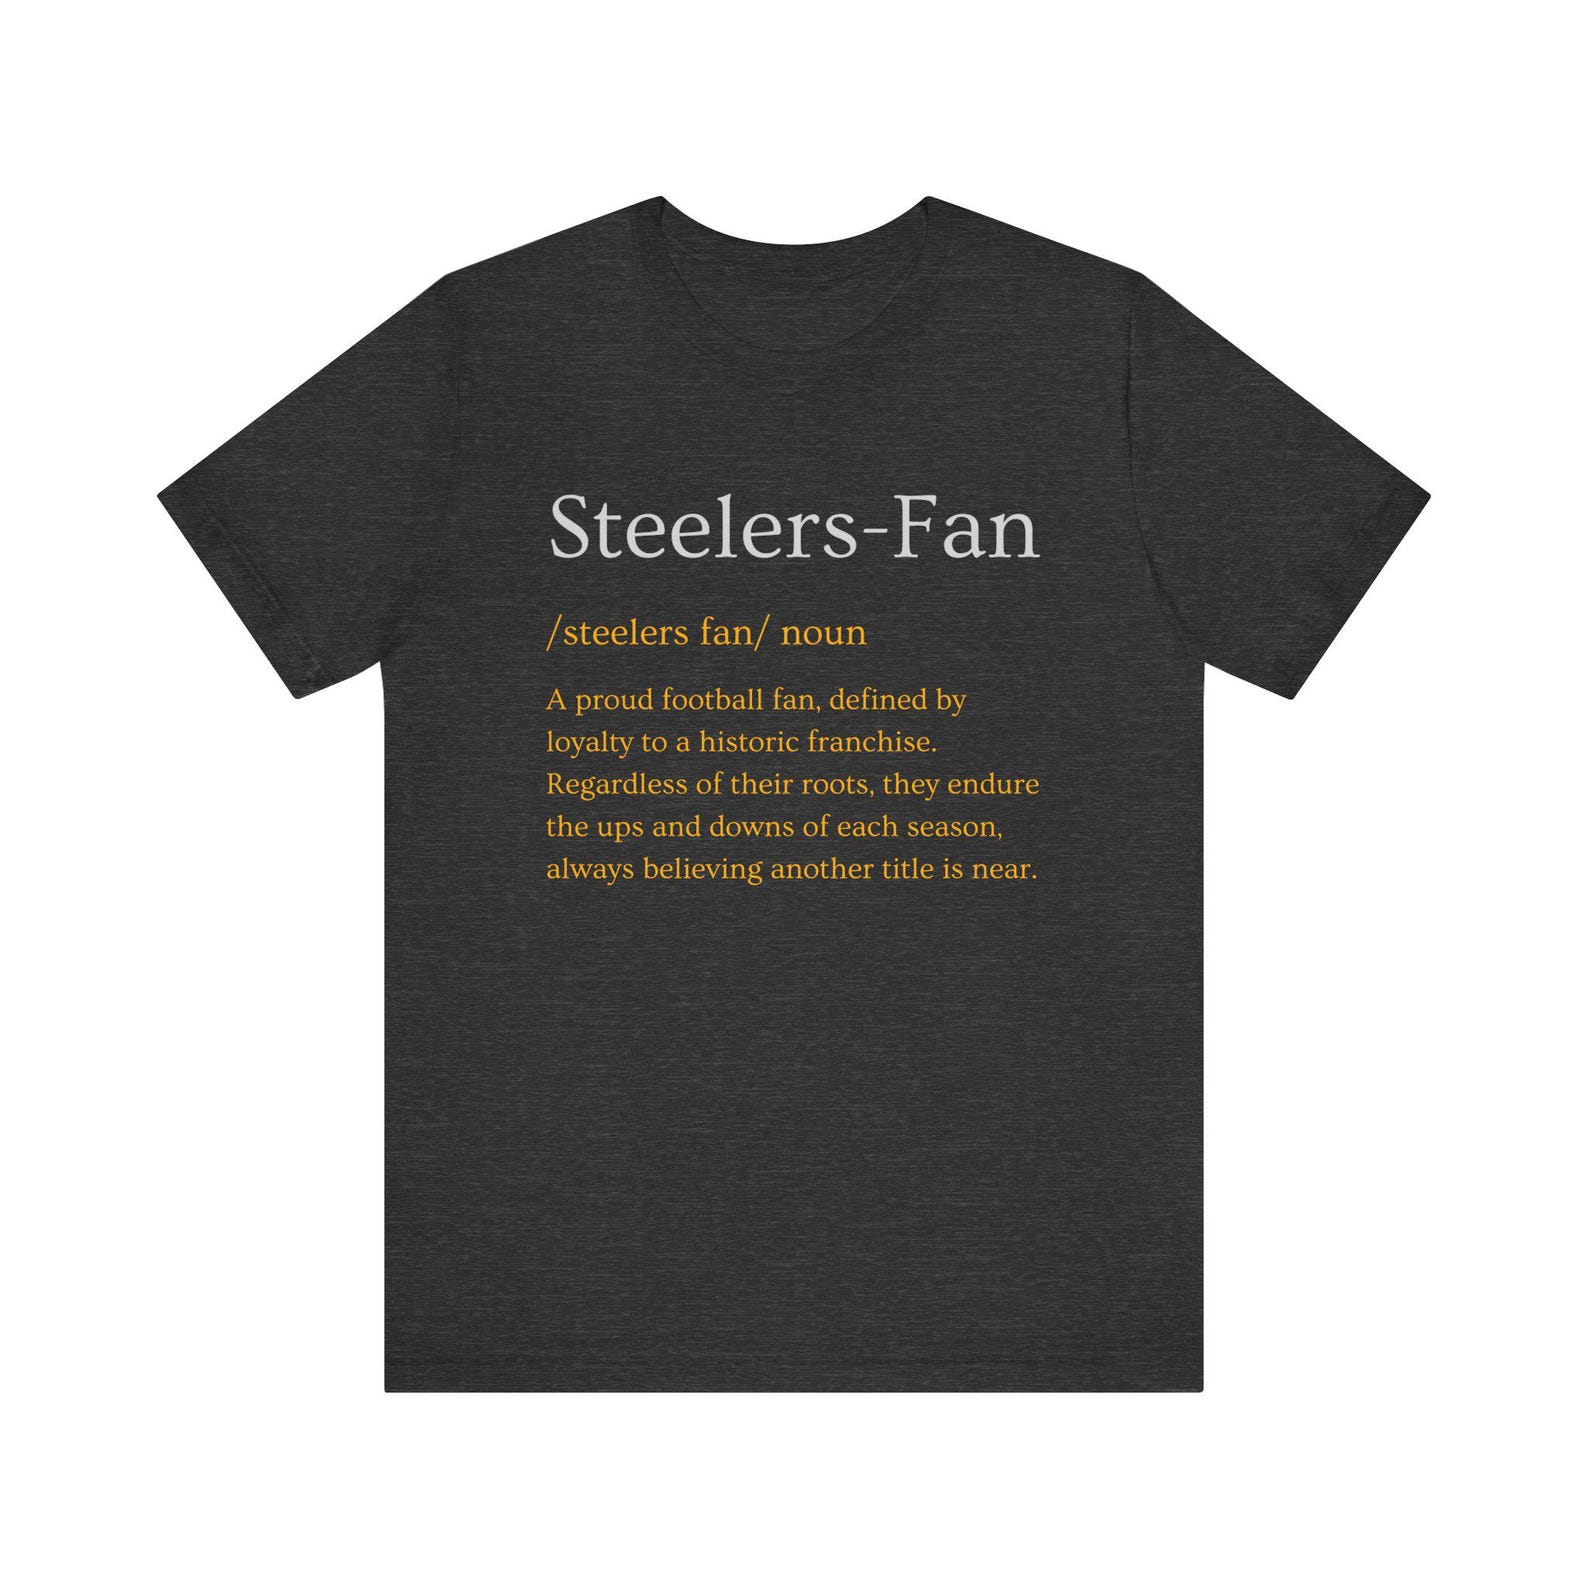 Steelers-Fan
/steelers fan/ noun
A proud football fan, defined by
loyalty to a historic franchise.
Regardless of their roots, they endure
the ups and downs of each season,
always believing another title is near.